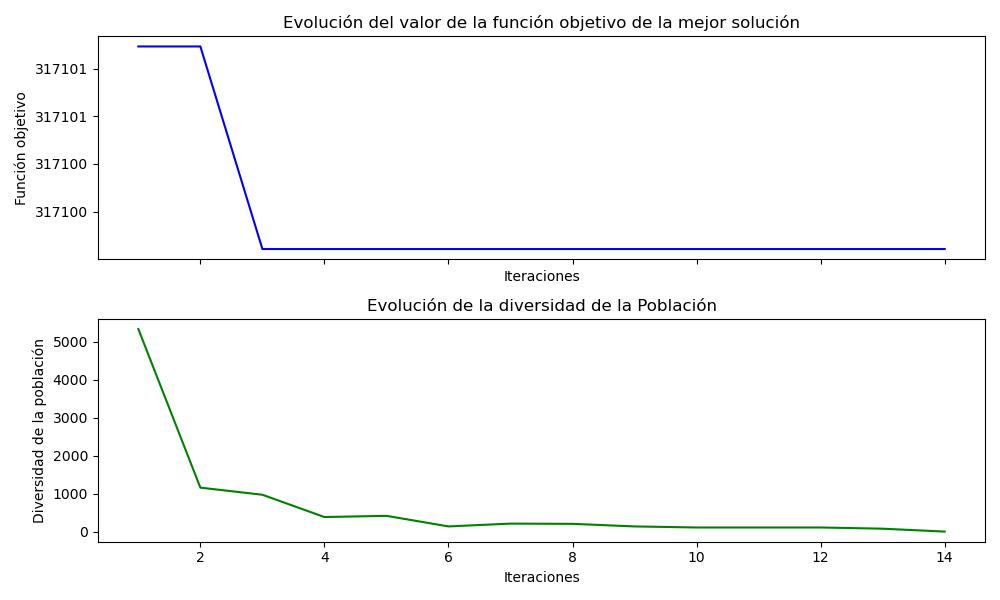 Evolución del valor de la función objetivo de la mejor solución
Función objetivo
317101
317101
317100
317100
Iteraciones
Evolución de la diversidad de la Población
Diversidad de la población
5000
4000
3000
2000
1000
0
2 4 6 8 10 12 14
Iteraciones